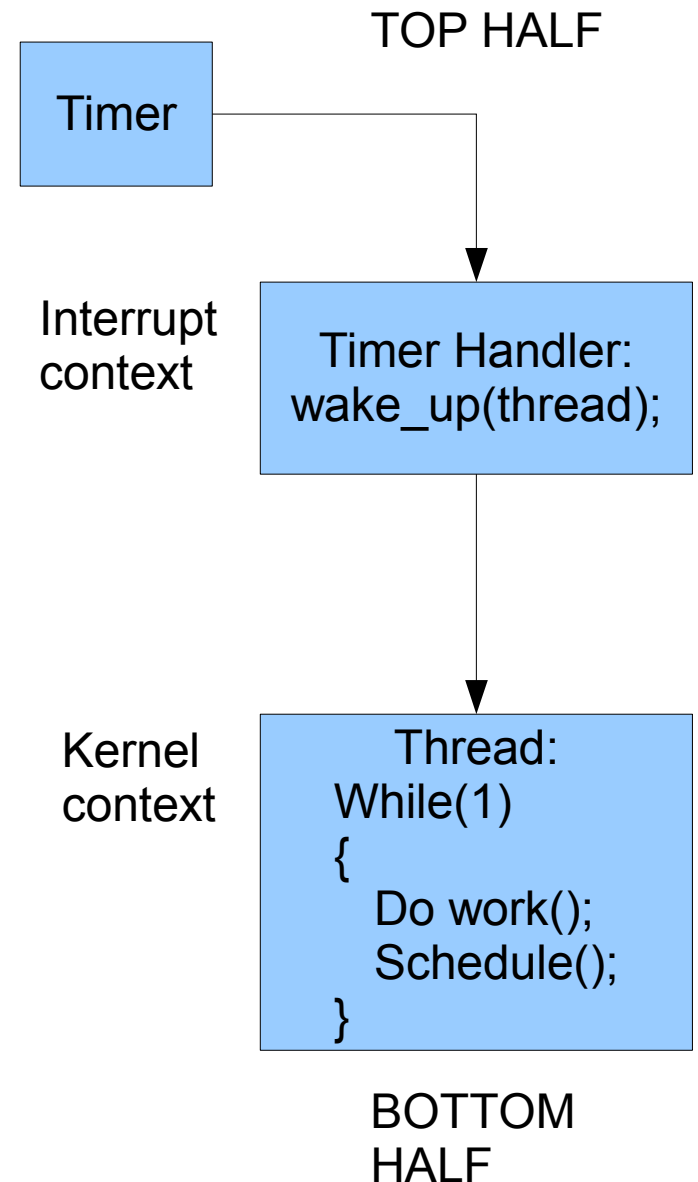 TOP HALF
Timer
Interrupt
context
Timer Handler:
wake_up(thread);
Kernel
context
Thread:
While(1)
{
Do work();
Schedule();
}
BOTTOM
HALF